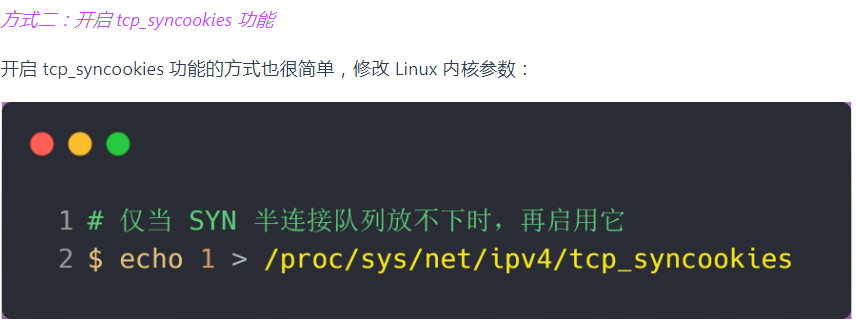 方式二：开启 tcp_syncookies 功能
开启 tcp_syncookies 功能的方式也很简单，修改 Linux 内核参数：
1 # 仅当 SYN 半连接队列放不下时，再启用它
2 $ echo 1 > /proc/sys/net/ipv4/tcp_syncookies